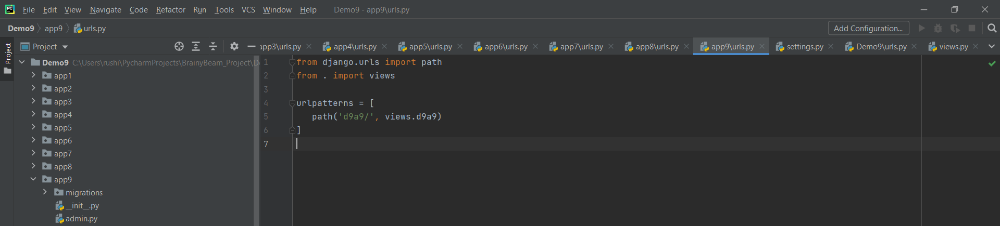 PC File Edit View Navigate Code Refactor Run Tools VCS Window Help Demo9 - app9\urls.py
Demo9 app9 urls.py Add Configuration...
Project
Project app3\urls.py app4\urls.py app5\urls.py app6\urls.py app7\urls.py app8\urls.py app9\urls.py settings.py Demo9\urls.py views.py
Demo9 C:\Users\rushi\PycharmProjects\BrainyBeam_Project\De
app1
app2
app3
app4
app5
app6
app7
app8
app9
migrations
__init__.py
admin.py
1 from django.urls import path
2 from . import views
3
4 urlpatterns = [
5 path('d9a9/', views.d9a9)
6 ]
7